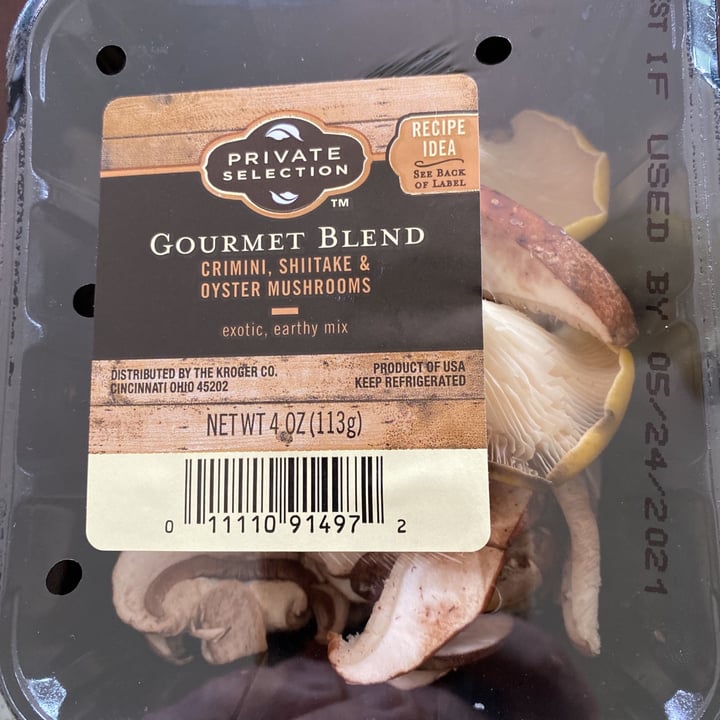 PRIVATE
SELECTION
TM
RECIPE
IDEA
SEE BACK
OF LABEL
GOURMET BLEND
CRIMINI, SHIITAKE &
OYSTER MUSHROOMS
exotic, earthy mix
DISTRIBUTED BY THE KROGER CO.
CINCINNATI OHIO 45202
PRODUCT OF USA
KEEP REFRIGERATED
NET WT 4 OZ (113g)
0 11110 91497 2
IF USED BY 05/24/2021